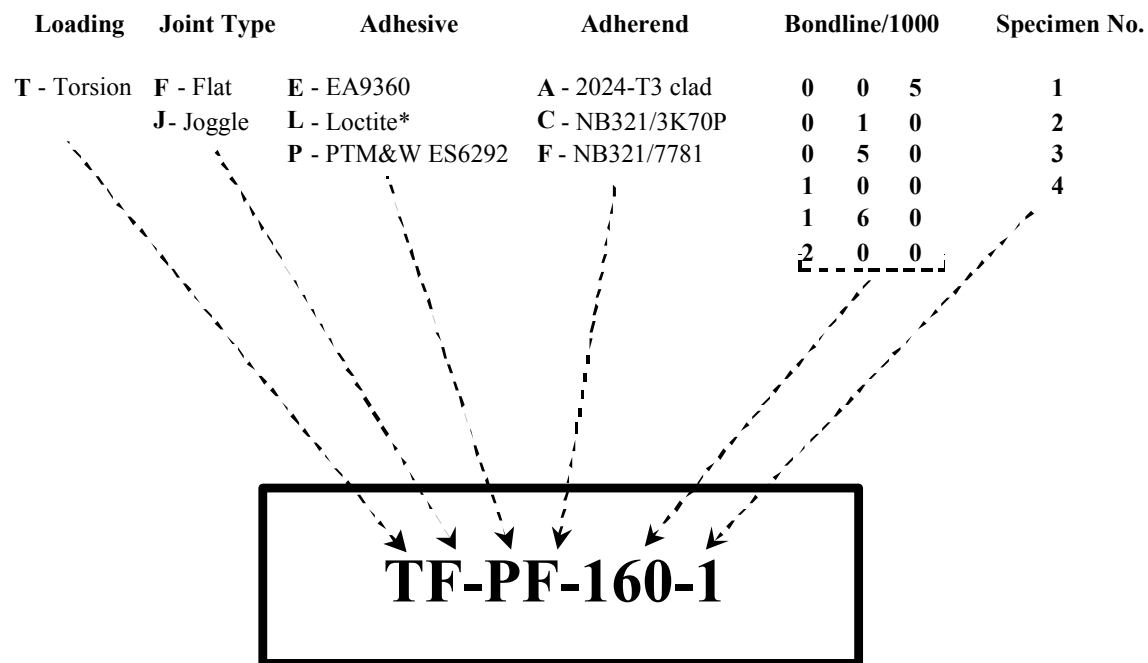 Loading Joint Type Adhesive Adherend Bondline/1000 Specimen No.
T - Torsion F - Flat E - EA9360 A - 2024-T3 clad 0 0 5 1
J- Joggle L - Loctite* C - NB321/3K70P 0 1 0 2
P - PTM&W ES6292 F - NB321/7781 0 5 0 3
1 0 0 4
1 6 0
2 0 0
TF-PF-160-1